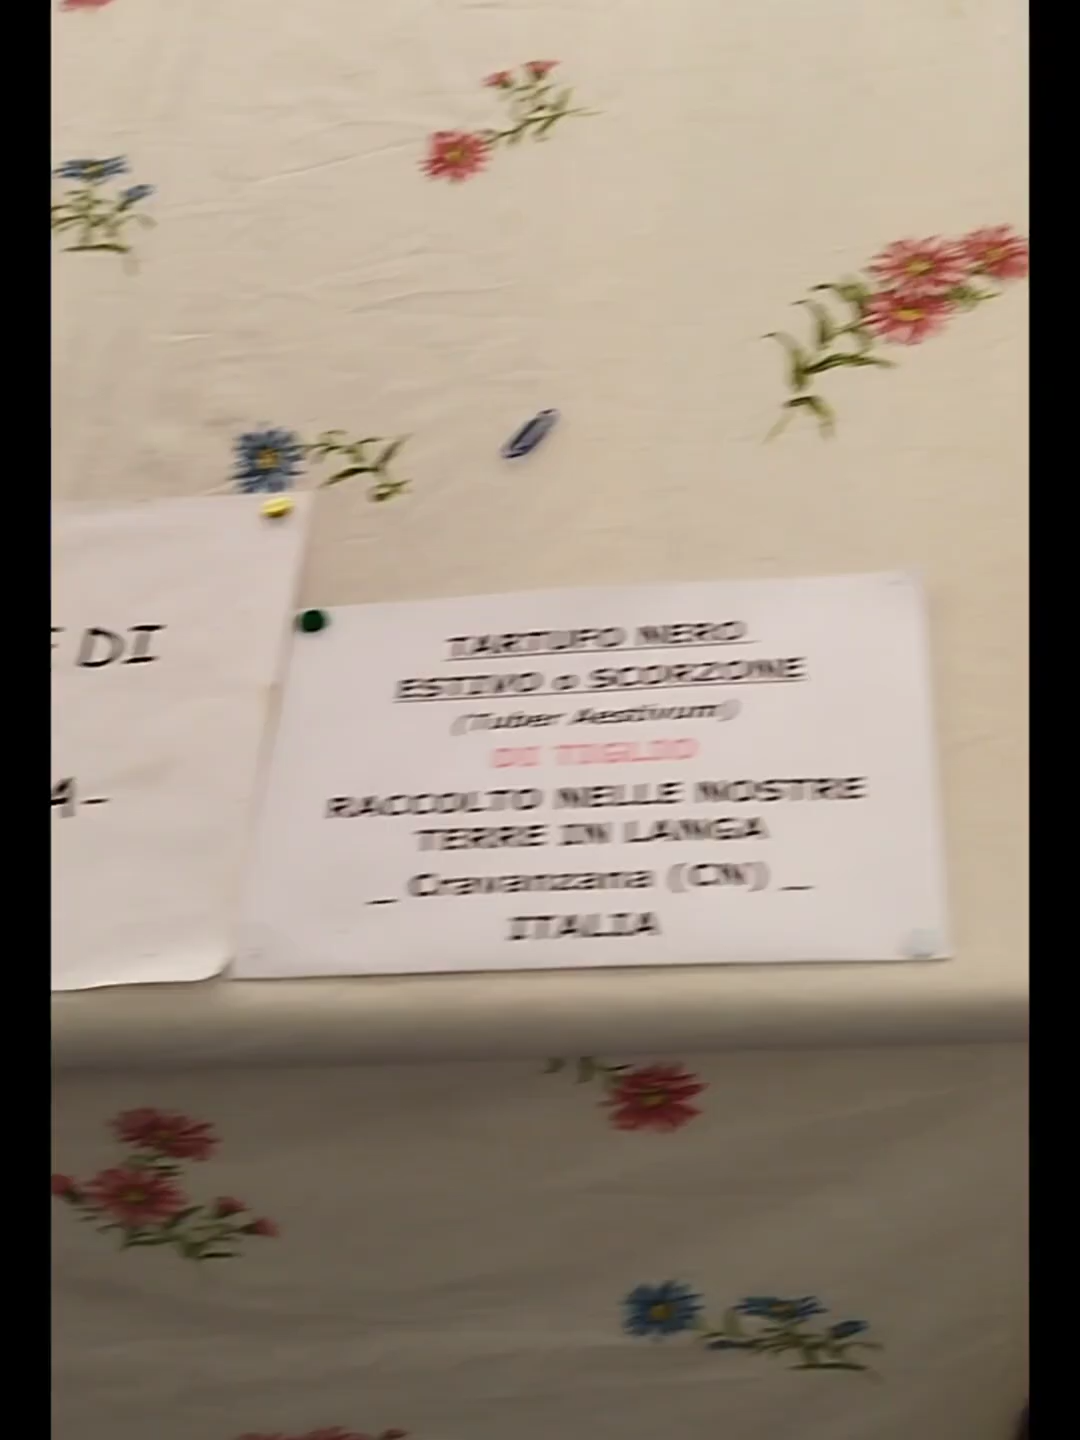 DI
TARTUFO NERO
ESTIVO o SCORZONE
(Tuber Aestivum)
DI TIGLIO
RACCOLTO NELLE NOSTRE
TERRE IN LANGA
_ Cravanzana (CN) _
ITALIA